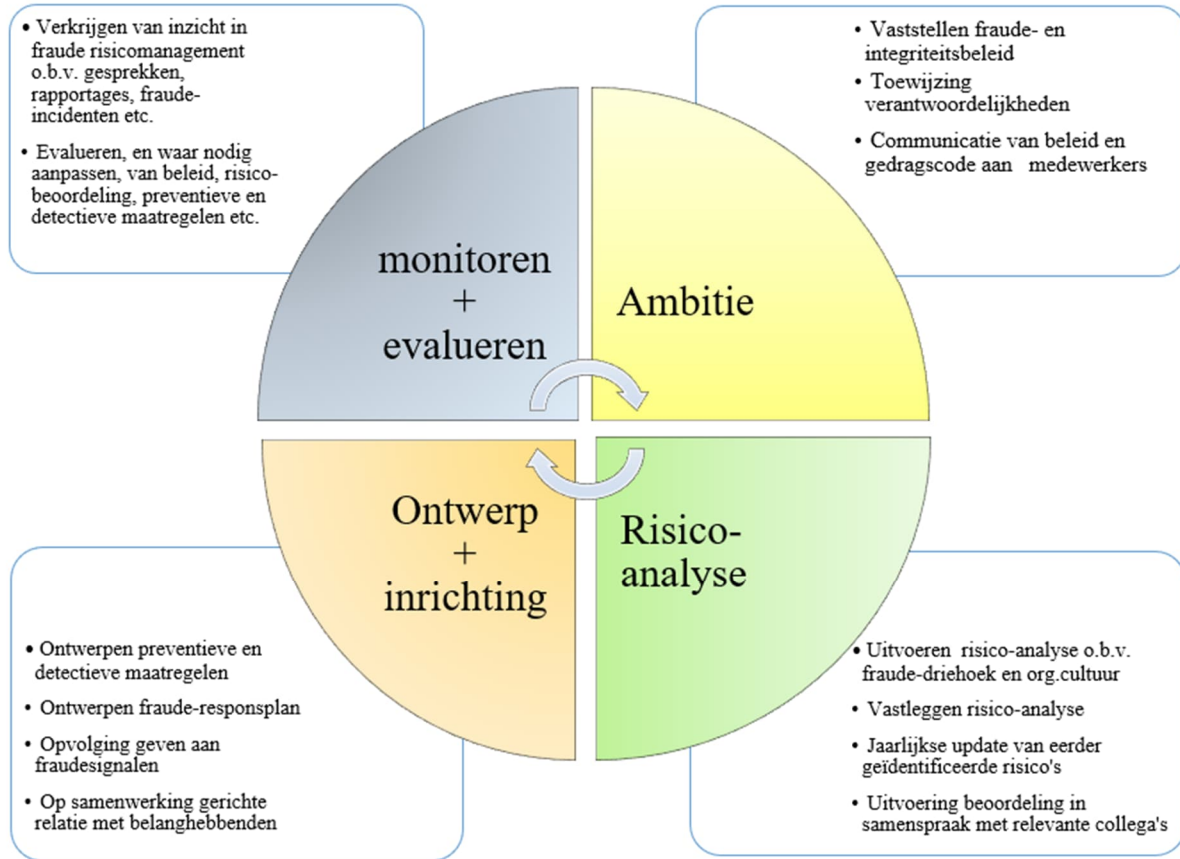 • Verkrijgen van inzicht in
fraude risicomanagement
o.b.v. gesprekken,
rapportages, fraude-
incidenten etc.
• Evalueren, en waar nodig
aanpassen, van beleid, risico-
beoordeling, preventieve en
detectieve maatregelen etc.
• Vaststellen fraude- en
integriteitsbeleid
• Toewijzing
verantwoordelijkheden
• Communicatie van beleid en
gedragscode aan medewerkers
monitoren
+
evalueren
Ambitie
Ontwerp
+
inrichting
Risico-
analyse
• Ontwerpen preventieve en
detectieve maatregelen
• Ontwerpen fraude-responsplan
• Opvolging geven aan
fraudesignalen
• Op samenwerking gerichte
relatie met belanghebbenden
• Uitvoeren risico-analyse o.b.v.
fraude-driehoek en org.cultuur
• Vastleggen risico-analyse
• Jaarlijkse update van eerder
geïdentificeerde risico's
• Uitvoering beoordeling in
samenspraak met relevante collega's